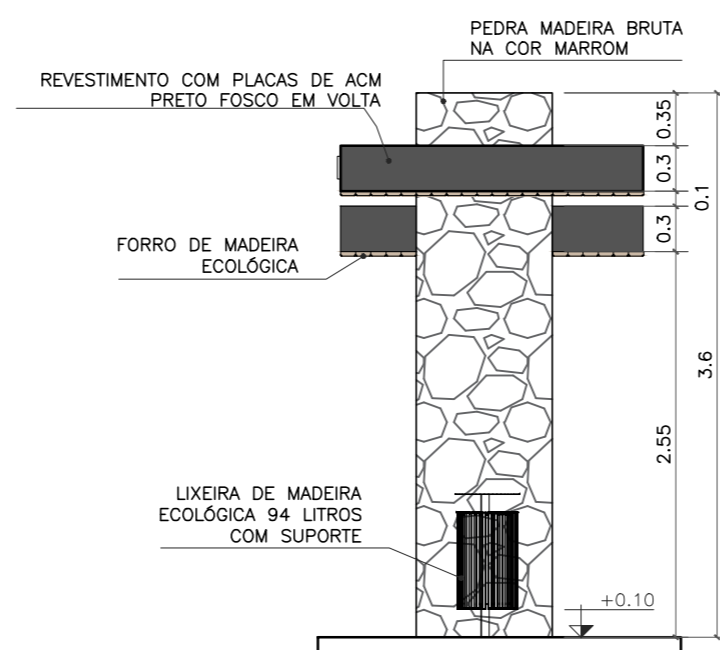 PEDRA MADEIRA BRUTA
NA COR MARROM
REVESTIMENTO COM PLACAS DE ACM
PRETO FOSCO EM VOLTA
0.35
0.3
0.1
0.3
FORRO DE MADEIRA
ECOLÓGICA
3.6
2.55
LIXEIRA DE MADEIRA
ECOLÓGICA 94 LITROS
COM SUPORTE
+0.10